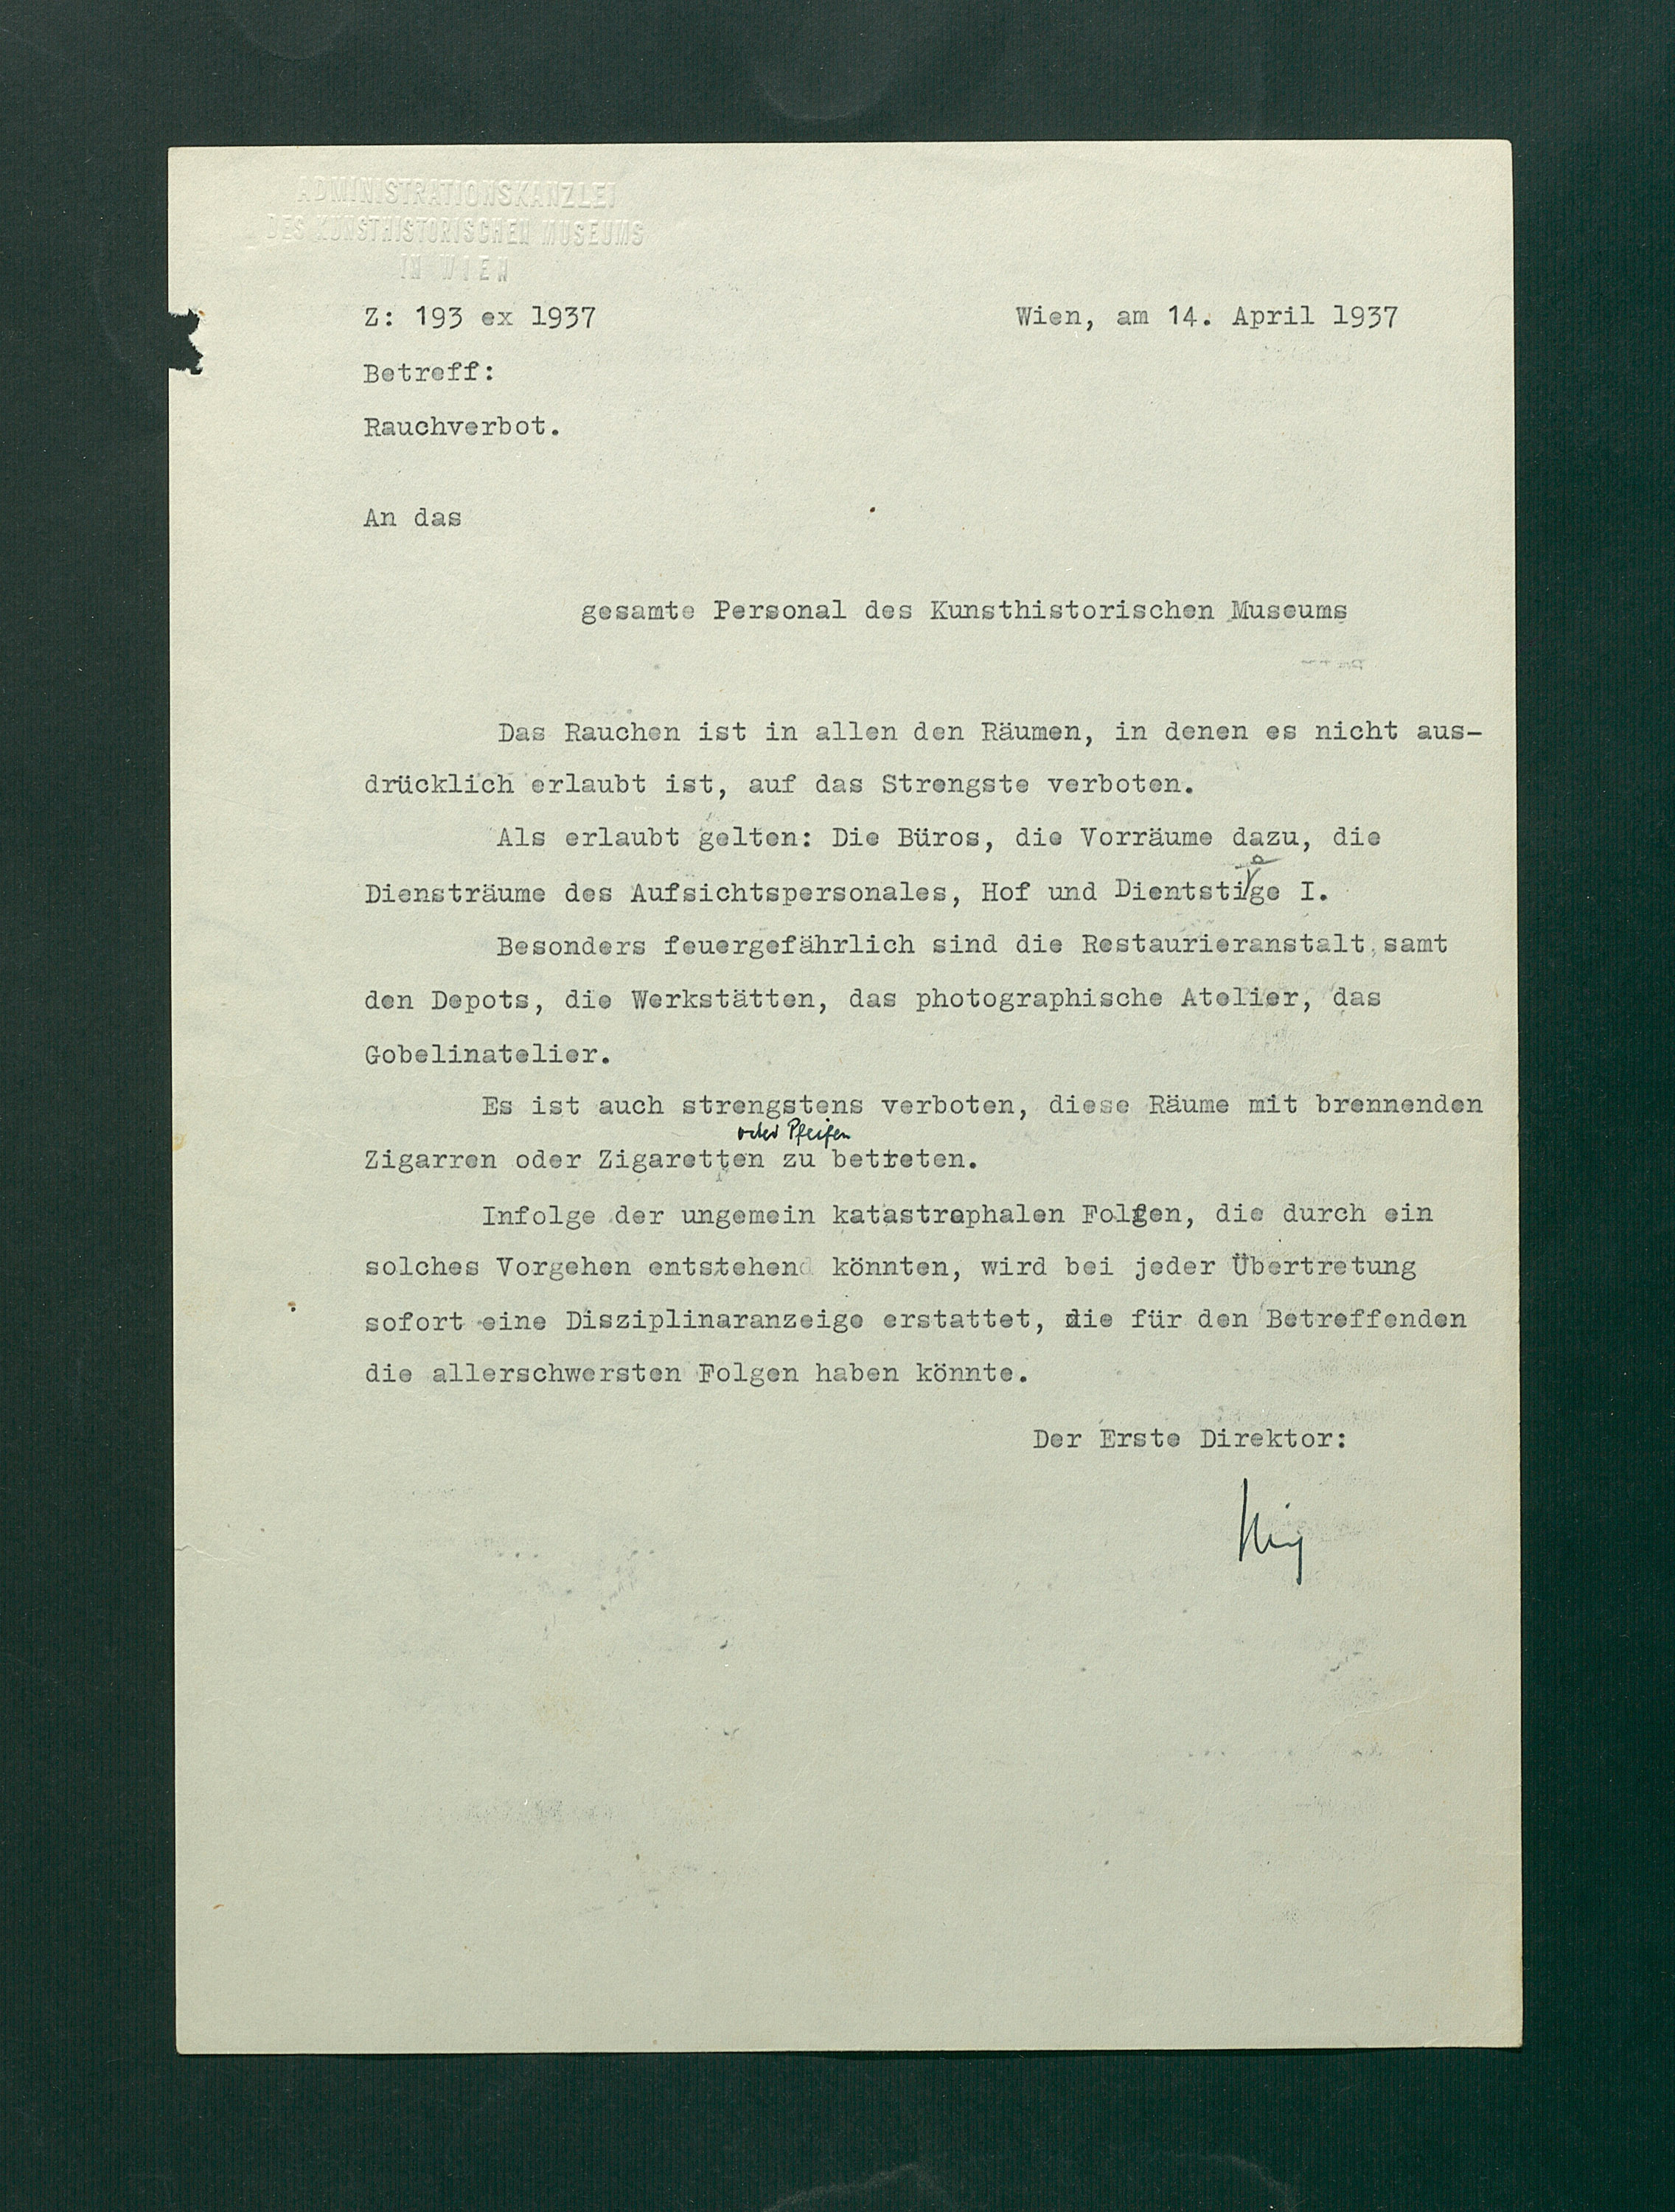 ADMINISTRATIONSKANZLEI
DES KUNSTHISTORISCHEN MUSEUMS
IN WIEN
Z: 193 ex 1937 Wien, am 14. April 1937
Betreff:
Rauchverbot.
An das
gesamte Personal des Kunsthistorischen Museums
Das Rauchen ist in allen den Räumen, in denen es nicht aus-
drücklich erlaubt ist, auf das Strengste verboten.
Als erlaubt gelten: Die Büros, die Vorräume dazu, die
e
Diensträume des Aufsichtspersonales, Hof und Dientstige I.
Besonders feuergefährlich sind die Restaurieranstalt, samt
den Depots, die Werkstätten, das photographische Atelier, das
Gobelinatelier.
Es ist auch strengstens verboten, diese Räume mit brennenden
oder Pfeifen
Zigarren oder Zigaretten zu betreten.
Infolge der ungemein katastrophalen Folgen, die durch ein
solches Vorgehen entstehend könnten, wird bei jeder Übertretung
sofort eine Disziplinaranzeige erstattet, die für den Betreffenden
die allerschwersten Folgen haben könnte.
Der Erste Direktor: